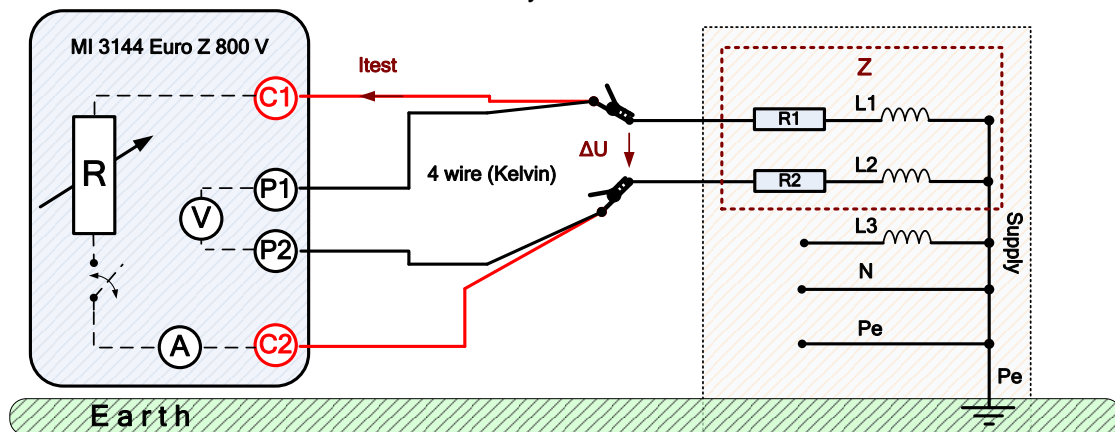 MI 3144 Euro Z 800 V
C1
R
P1
V
P2
A
C2
Itest
ΔU
4 wire (Kelvin)
Z
R1
L1
R2
L2
L3
N
Pe
Supply
Pe
Earth